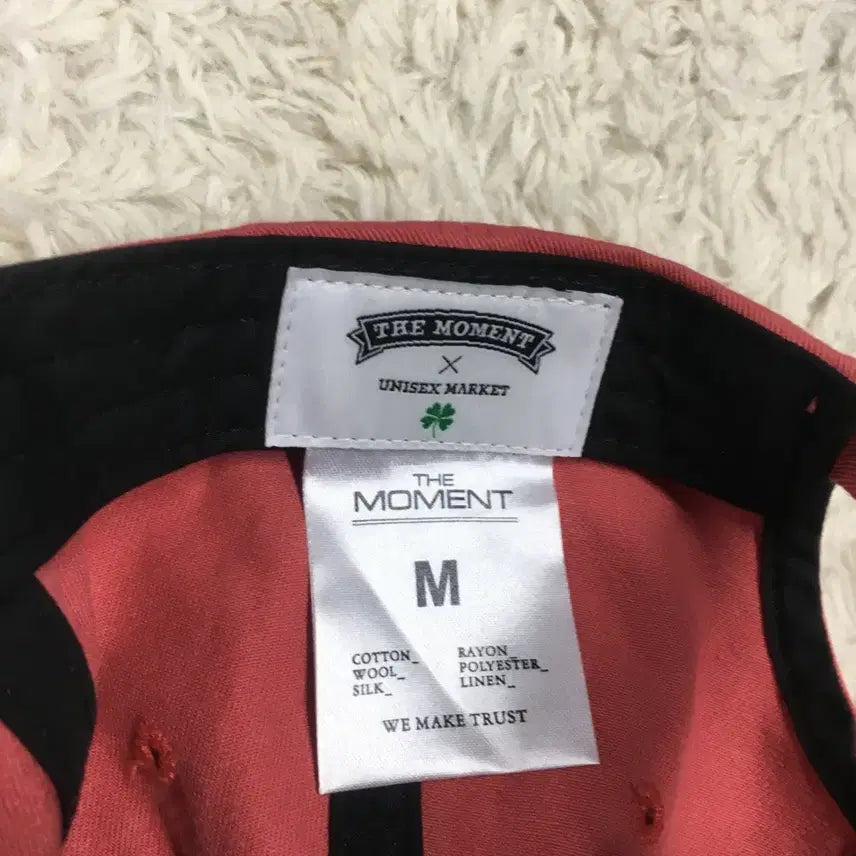 THE MOMENT
X
UNISEX MARKET
THE
MOMENT
M
COTTON_ RAYON_
WOOL_ POLYESTER_
SILK_ LINEN_
WE MAKE TRUST